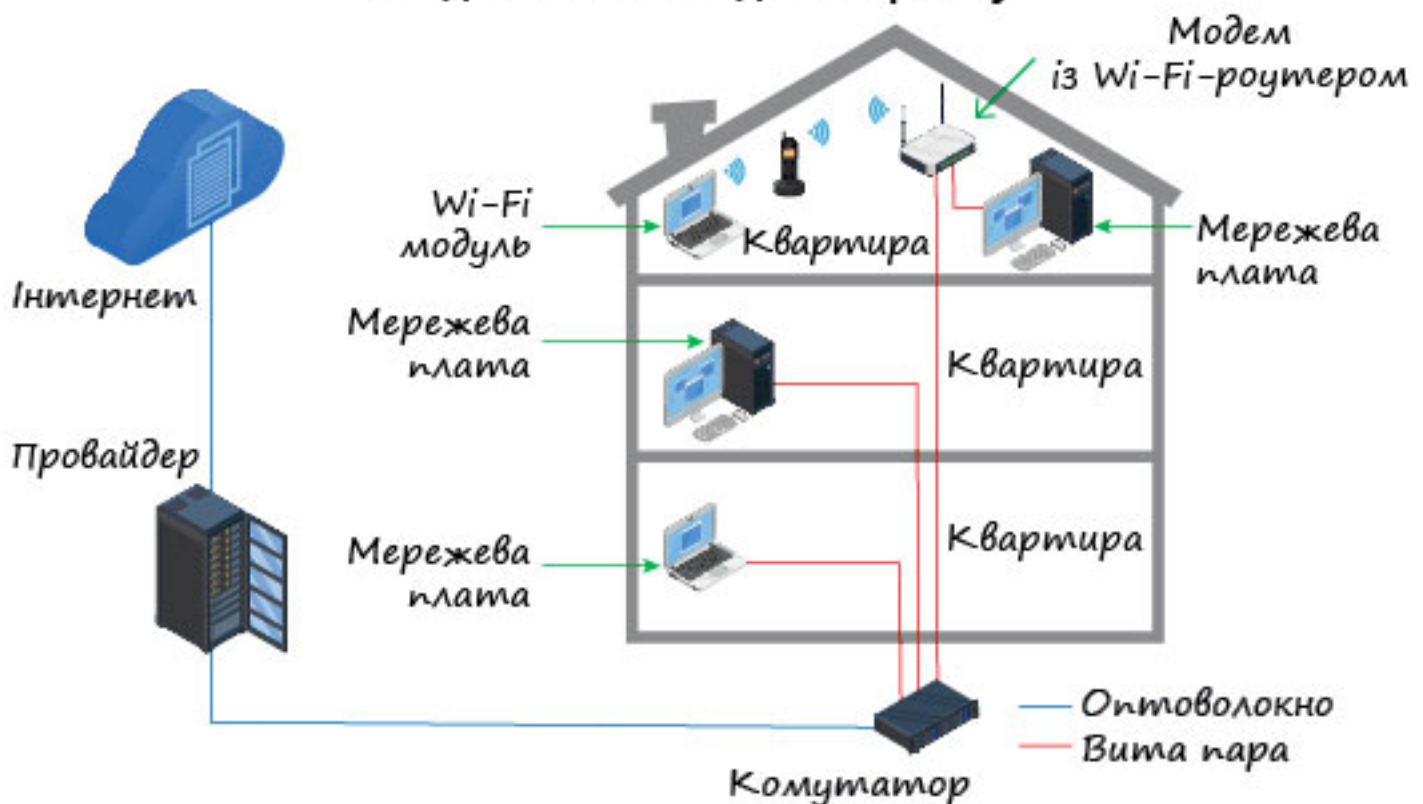 Модем
із Wi-Fi-роутером
Wi-Fi
модуль
Квартира
Мережева
плата
Інтернет
Мережева
плата
Квартира
Провайдер
Мережева
плата
Квартира
Оптоволокно
Вита пара
Комутатор